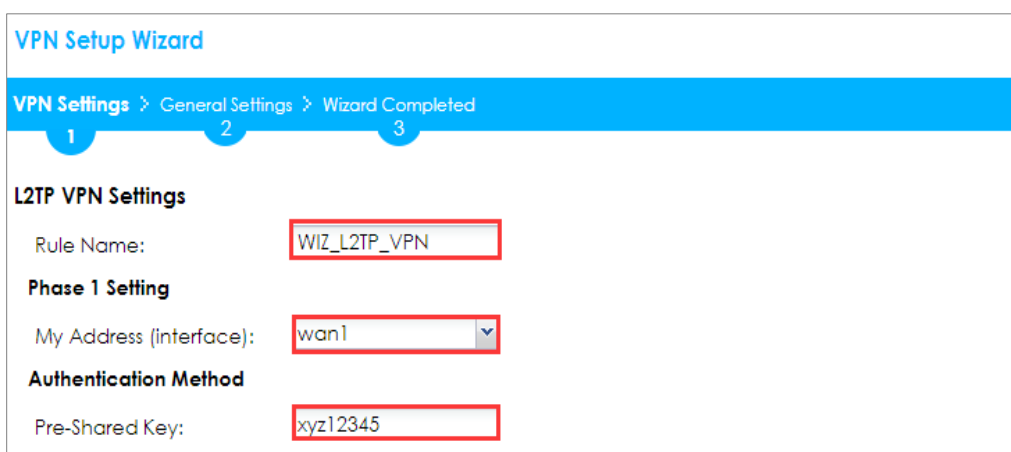 VPN Setup Wizard
VPN Settings > General Settings > Wizard Completed
1 2 3
L2TP VPN Settings
Rule Name: WIZ_L2TP_VPN
Phase 1 Setting
My Address (interface): wan1
Authentication Method
Pre-Shared Key: xyz12345